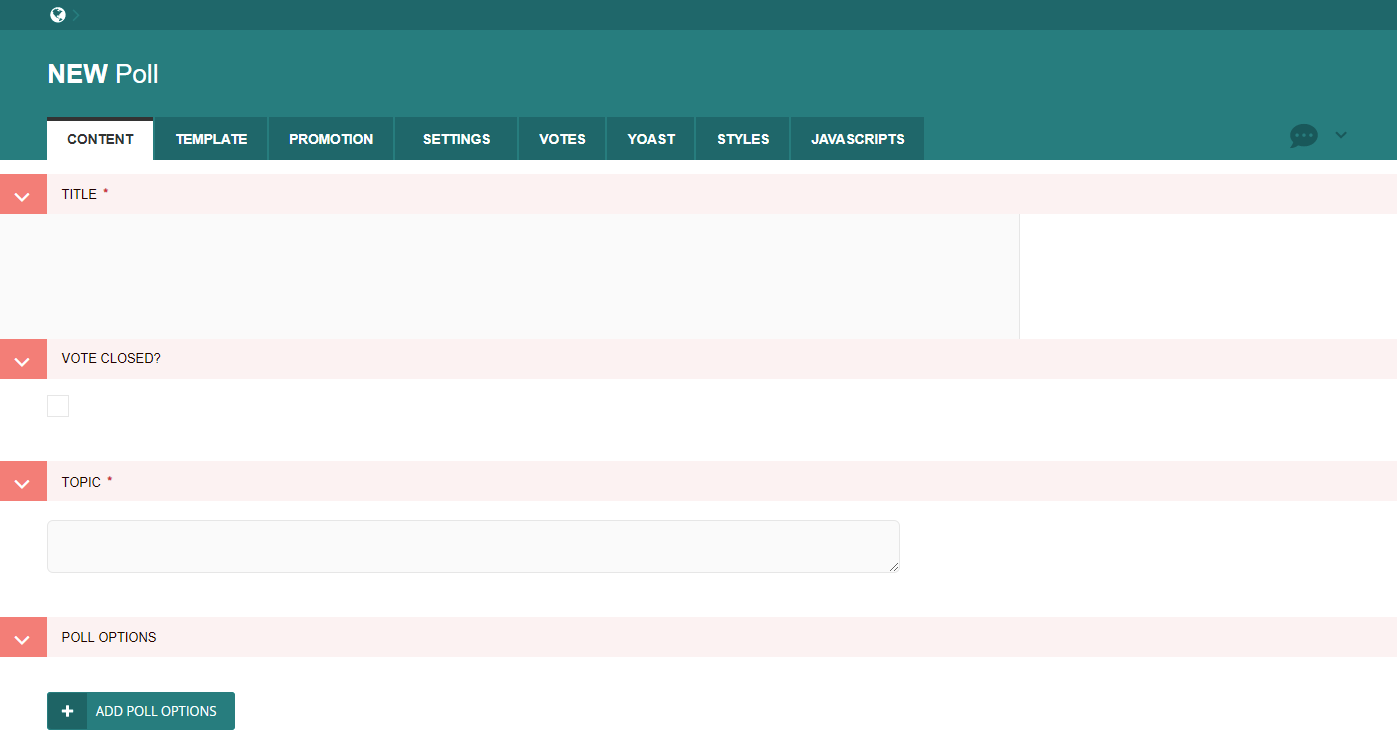 NEW Poll
CONTENT TEMPLATE PROMOTION SETTINGS VOTES YOAST STYLES JAVASCRIPTS
TITLE *
VOTE CLOSED?
TOPIC *
POLL OPTIONS
+ ADD POLL OPTIONS